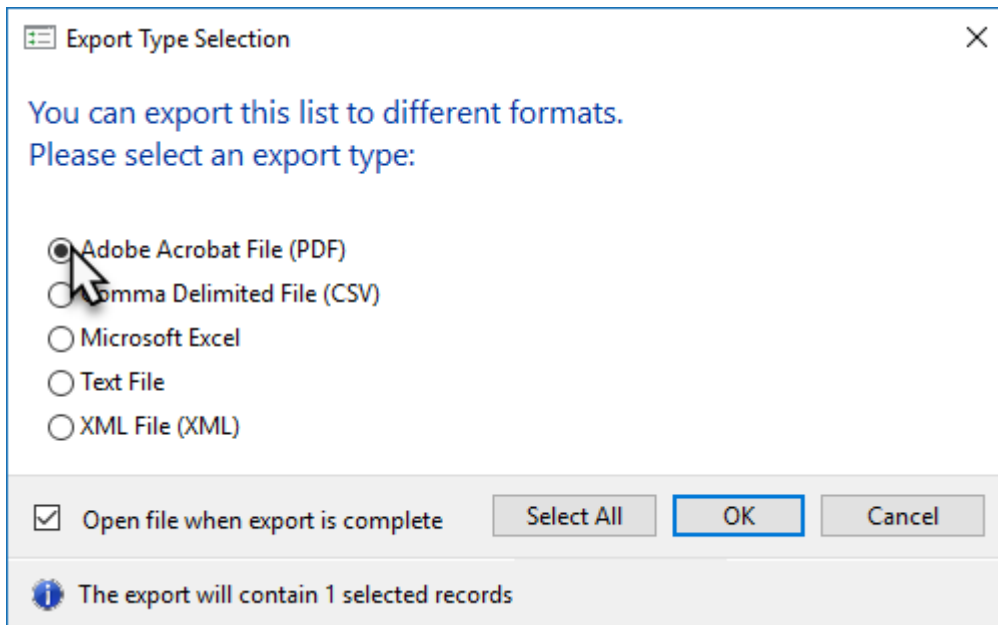 Export Type Selection
You can export this list to different formats.
Please select an export type:
Adobe Acrobat File (PDF)
Comma Delimited File (CSV)
Microsoft Excel
Text File
XML File (XML)
Open file when export is complete
Select All
OK
Cancel
The export will contain 1 selected records